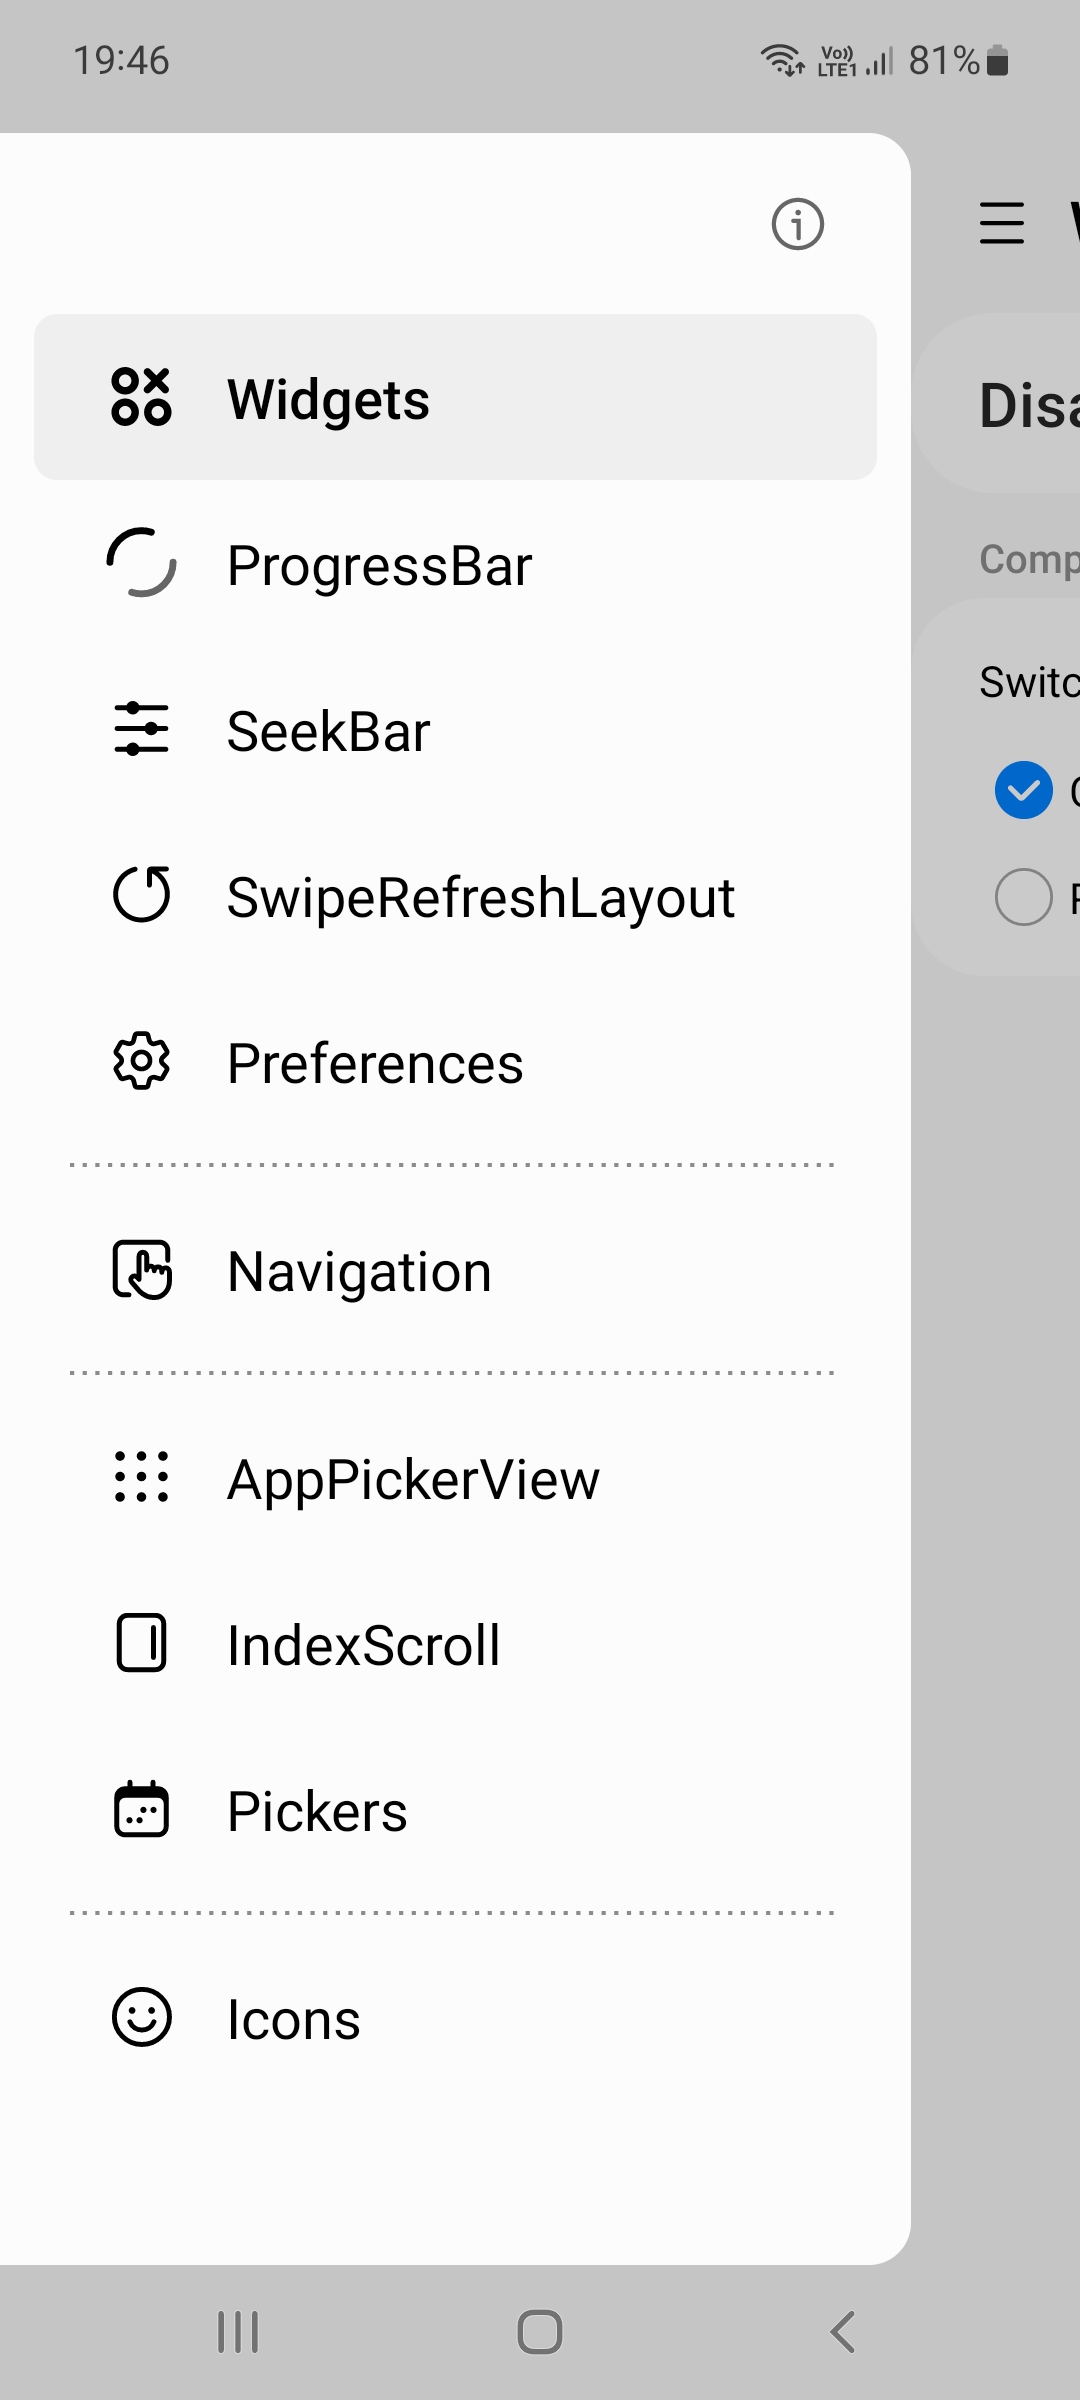 19:46
Vo)) LTE1 81%
Widgets
Disa
ProgressBar
Comp
SeekBar
Switc
SwipeRefreshLayout
Preferences
Navigation
AppPickerView
IndexScroll
Pickers
Icons